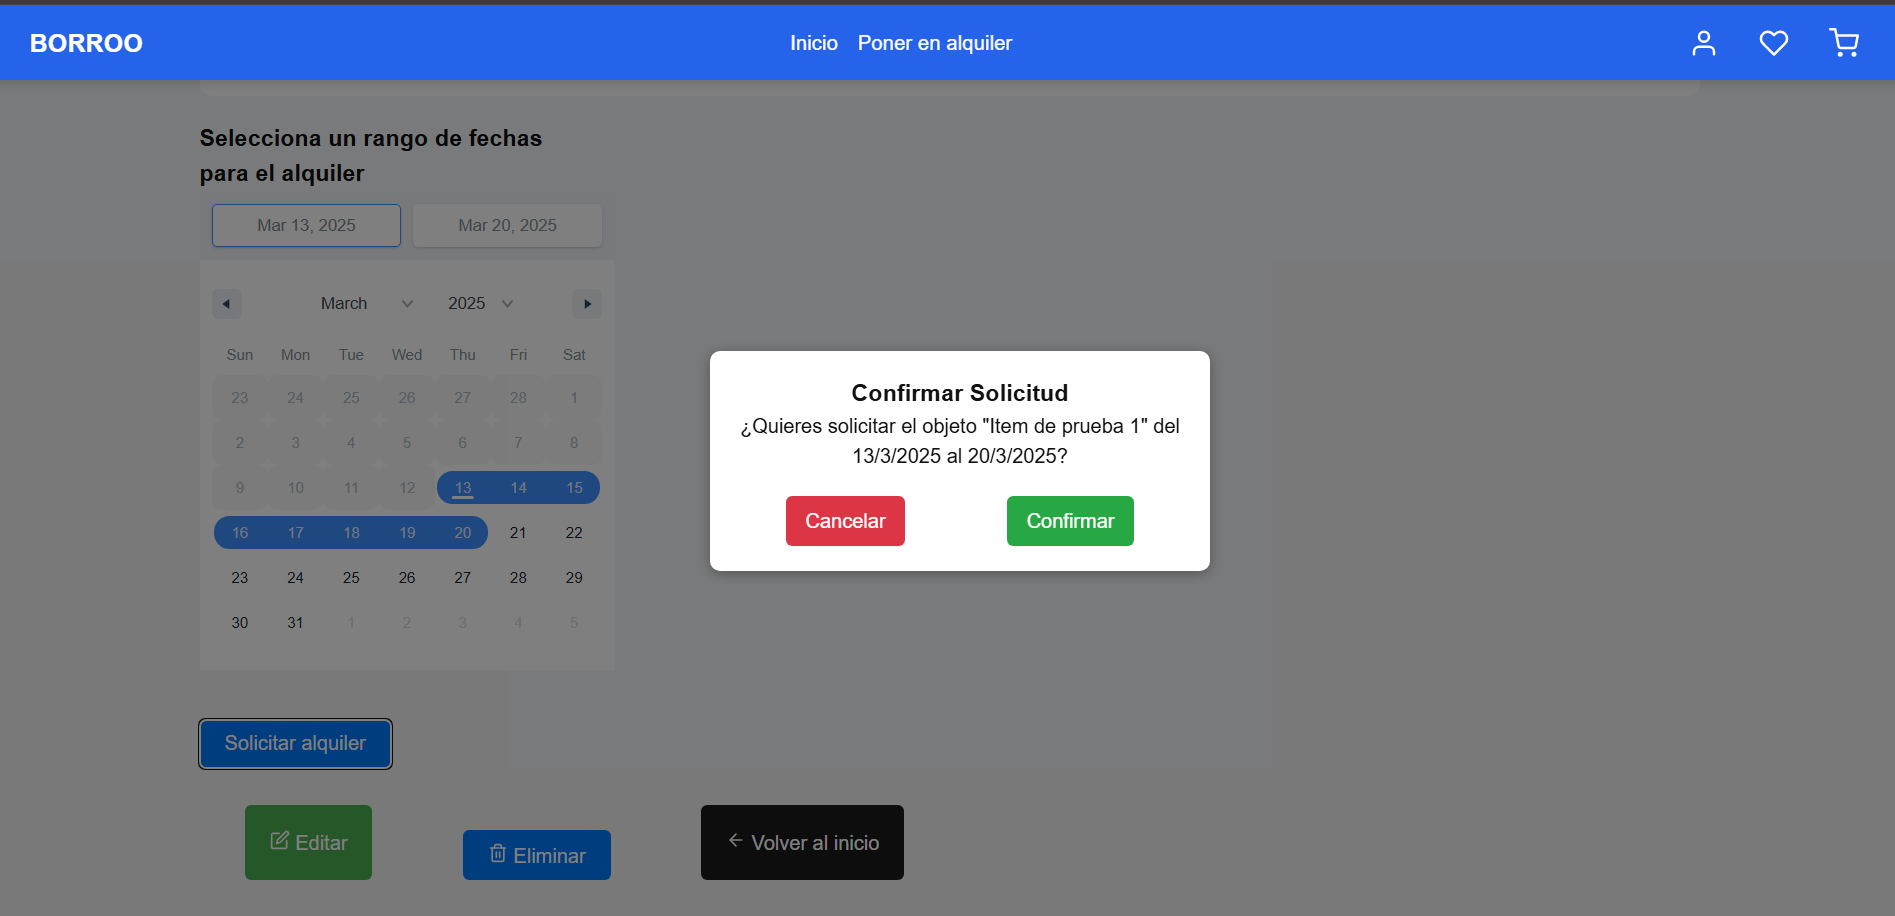 BORROO
Inicio Poner en alquiler
Selecciona un rango de fechas
para el alquiler
Mar 13, 2025 Mar 20, 2025
March 2025
Sun Mon Tue Wed Thu Fri Sat
23 24 25 26 27 28 1
2 3 4 5 6 7 8
9 10 11 12 13 14 15
16 17 18 19 20 21 22
23 24 25 26 27 28 29
30 31 1 2 3 4 5
Confirmar Solicitud
¿Quieres solicitar el objeto "Item de prueba 1" del
13/3/2025 al 20/3/2025?
Cancelar Confirmar
Solicitar alquiler
Editar Eliminar Volver al inicio